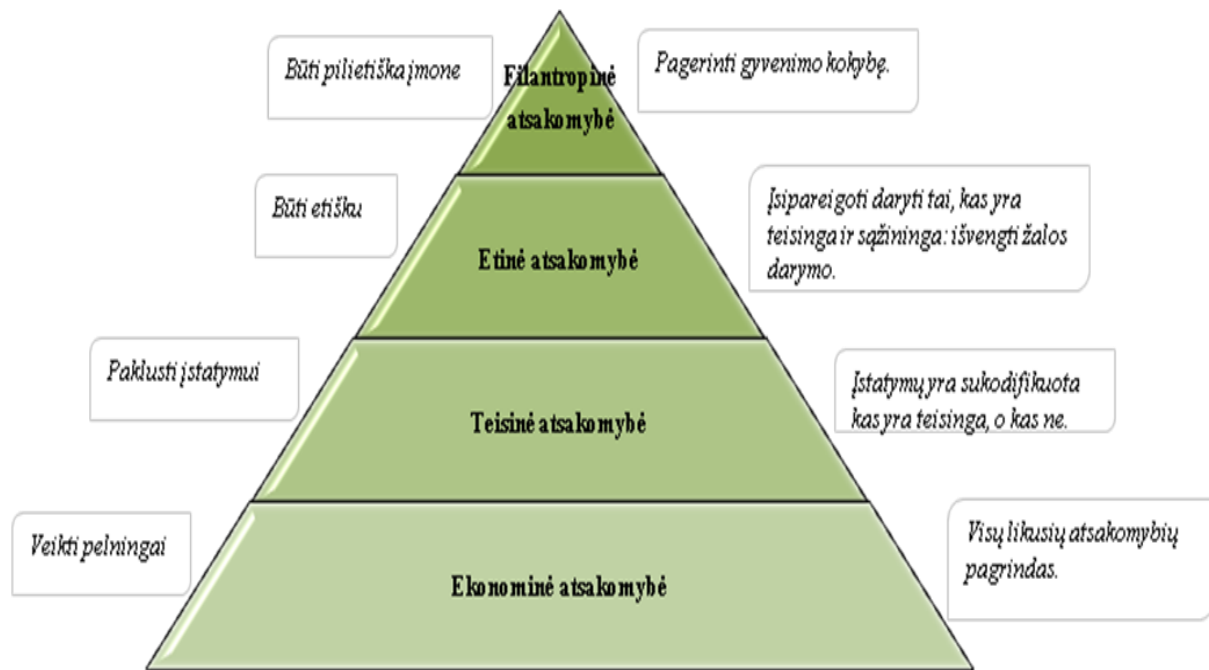 Būti pilietiška įmone
Filantropinė
atsakomybė
Pagerinti gyvenimo kokybę.
Būti etišku
Etinė atsakomybė
Įsipareigoti daryti tai, kas yra
teisinga ir sąžininga: išvengti žalos
darymo.
Paklusti įstatymui
Teisinė atsakomybė
Įstatymų yra sukodifikuota
kas yra teisinga, o kas ne.
Veikti pelningai
Ekonominė atsakomybė
Visų likusių atsakomybių
pagrindas.